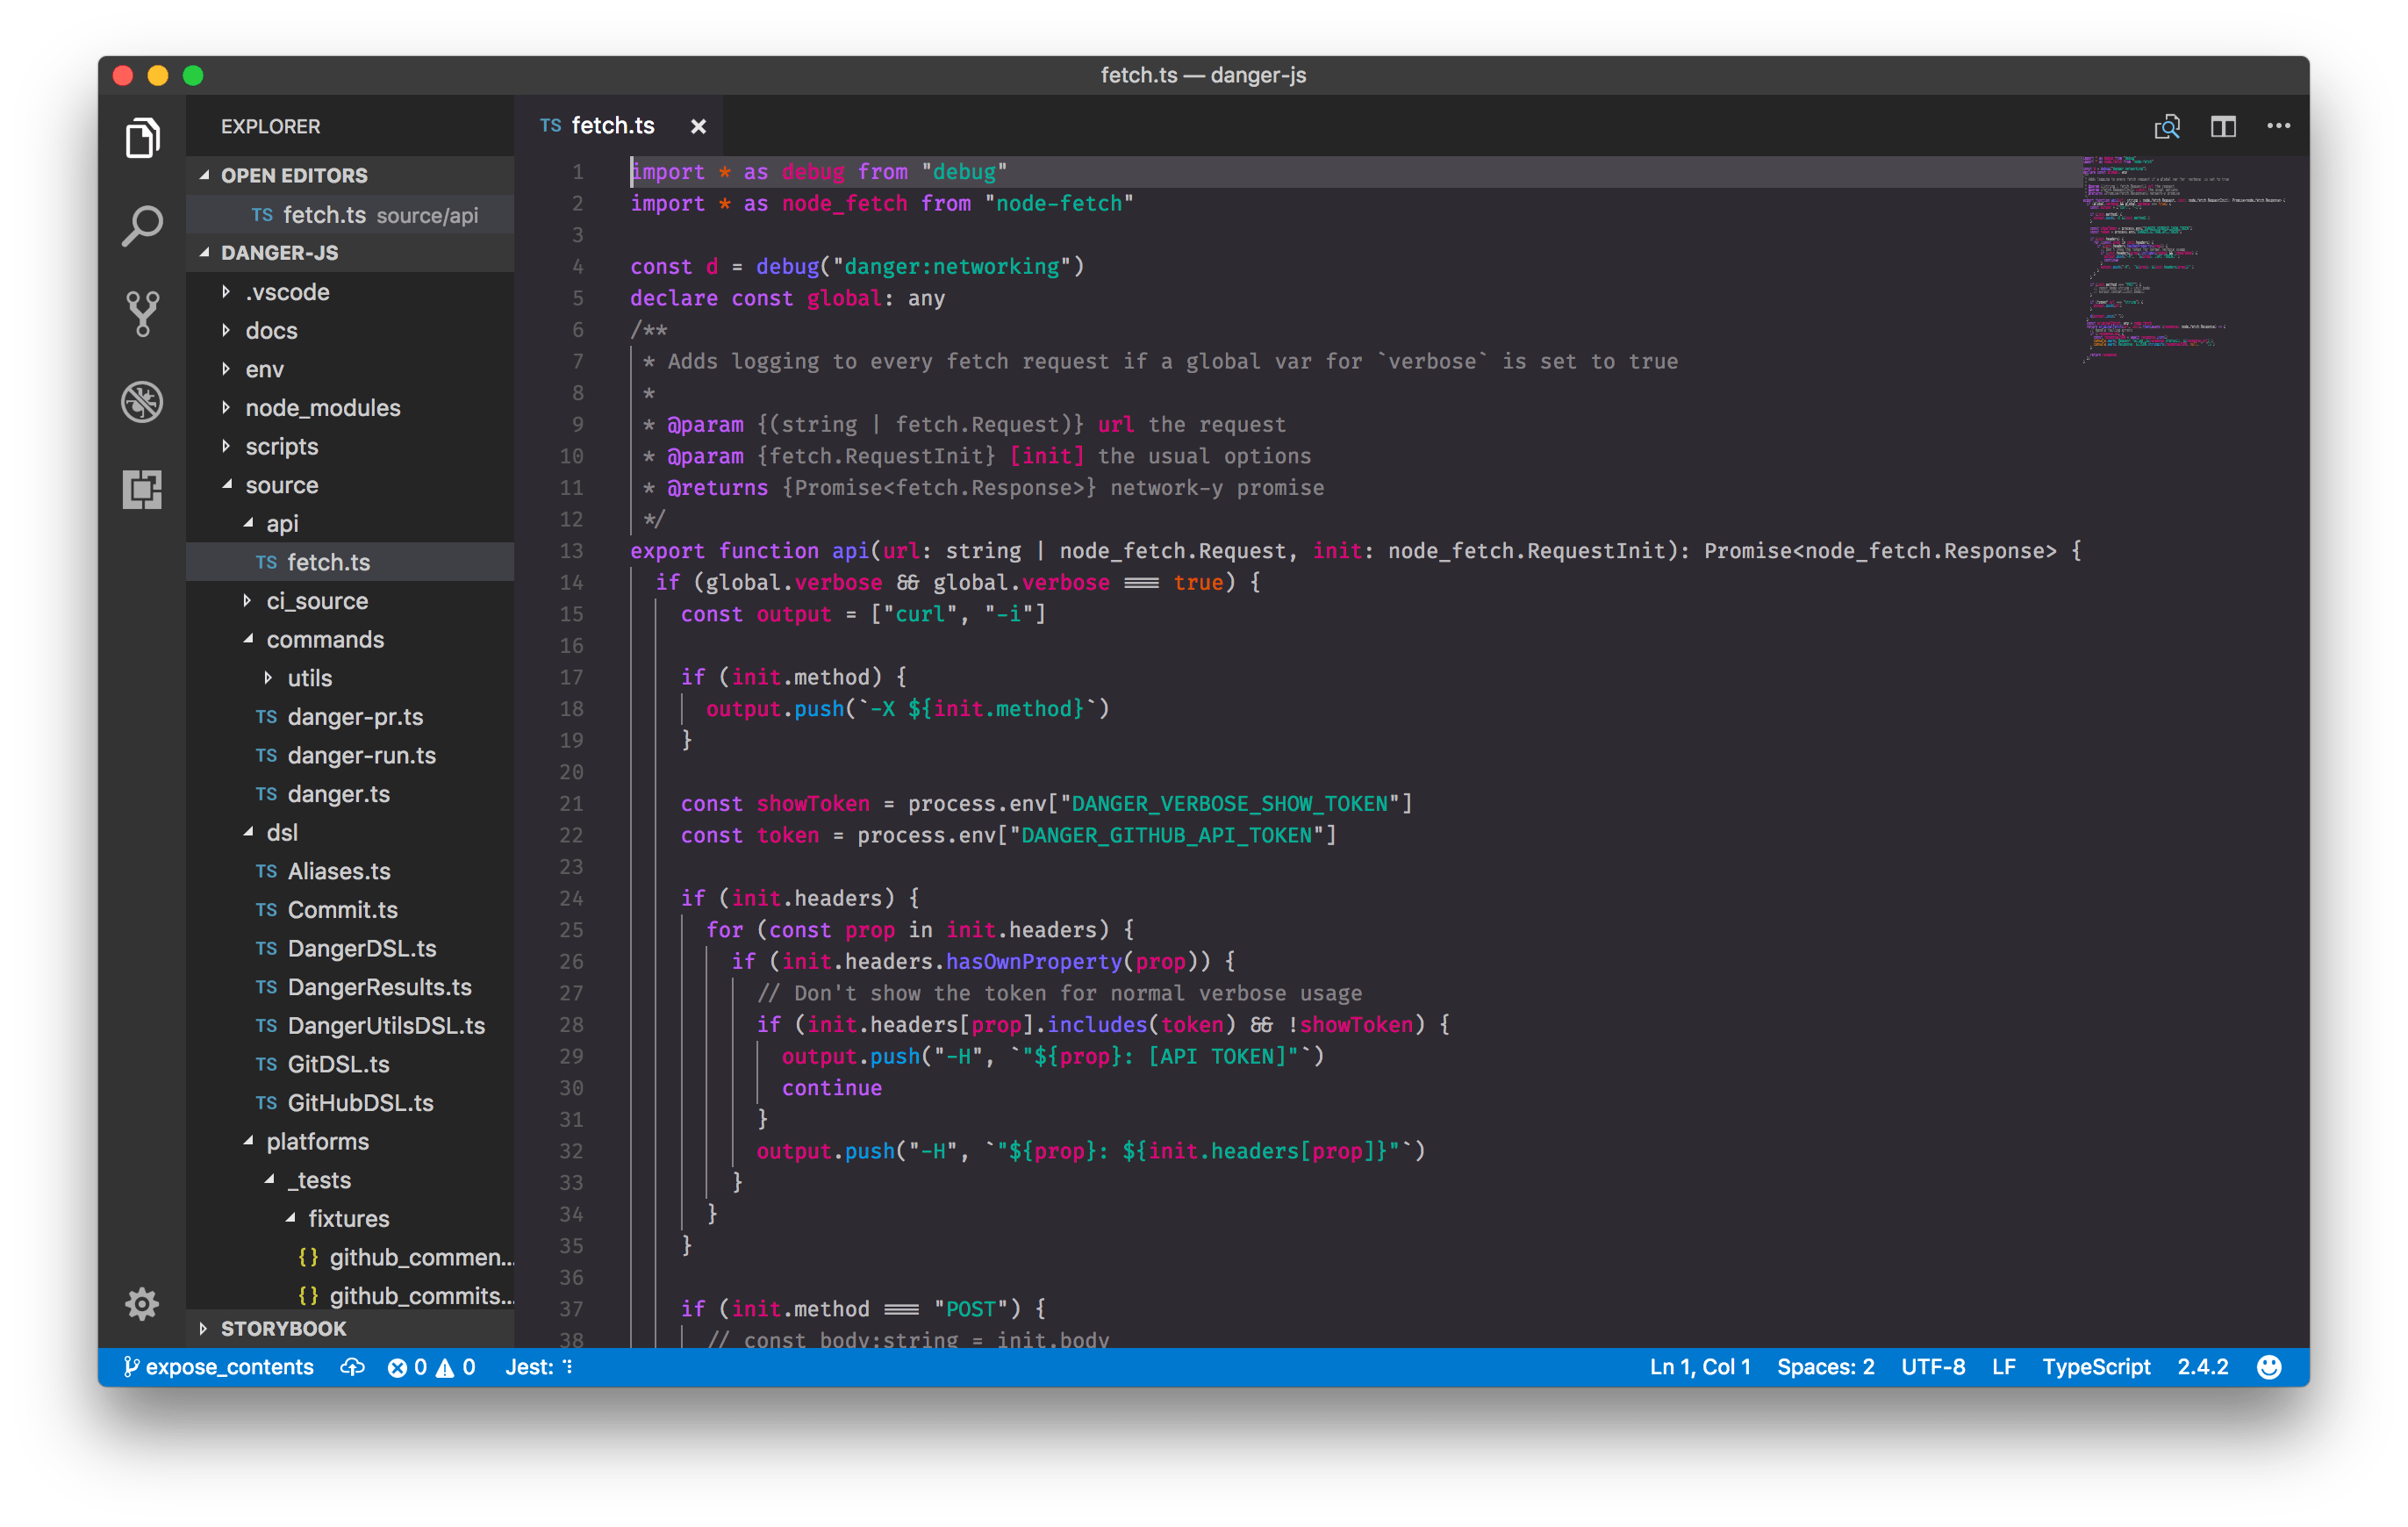 fetch.ts — danger-js
EXPLORER
OPEN EDITORS
TS fetch.ts source/api
DANGER-JS
.vscode
docs
env
node_modules
scripts
source
api
TS fetch.ts
ci_source
commands
utils
TS danger-pr.ts
TS danger-run.ts
TS danger.ts
dsl
TS Aliases.ts
TS Commit.ts
TS DangerDSL.ts
TS DangerResults.ts
TS DangerUtilsDSL.ts
TS GitDSL.ts
TS GitHubDSL.ts
platforms
_tests
fixtures
{} github_commen...
{} github_commits...
STORYBOOK
TS fetch.ts ×
1 import * as debug from "debug"
2 import * as node_fetch from "node-fetch"
3
4 const d = debug("danger:networking")
5 declare const global: any
6 /**
7 * Adds logging to every fetch request if a global var for `verbose` is set to true
8 *
9 * @param {(string | fetch.Request)} url the request
10 * @param {fetch.RequestInit} [init] the usual options
11 * @returns {Promise<fetch.Response>} network-y promise
12 */
13 export function api(url: string | node_fetch.Request, init: node_fetch.RequestInit): Promise<node_fetch.Response> {
14 if (global.verbose && global.verbose === true) {
15 const output = ["curl", "-i"]
16
17 if (init.method) {
18 output.push(`-X ${init.method}`)
19 }
20
21 const showToken = process.env["DANGER_VERBOSE_SHOW_TOKEN"]
22 const token = process.env["DANGER_GITHUB_API_TOKEN"]
23
24 if (init.headers) {
25 for (const prop in init.headers) {
26 if (init.headers.hasOwnProperty(prop)) {
27 // Don't show the token for normal verbose usage
28 if (init.headers[prop].includes(token) && !showToken) {
29 output.push("-H", `"${prop}: [API TOKEN]"`)
30 continue
31 }
32 output.push("-H", `"${prop}: ${init.headers[prop]}"`)
33 }
34 }
35 }
36
37 if (init.method === "POST") {
38 // const body:string = init.body
expose_contents 0 0 Jest: Ln 1, Col 1 Spaces: 2 UTF-8 LF TypeScript 2.4.2